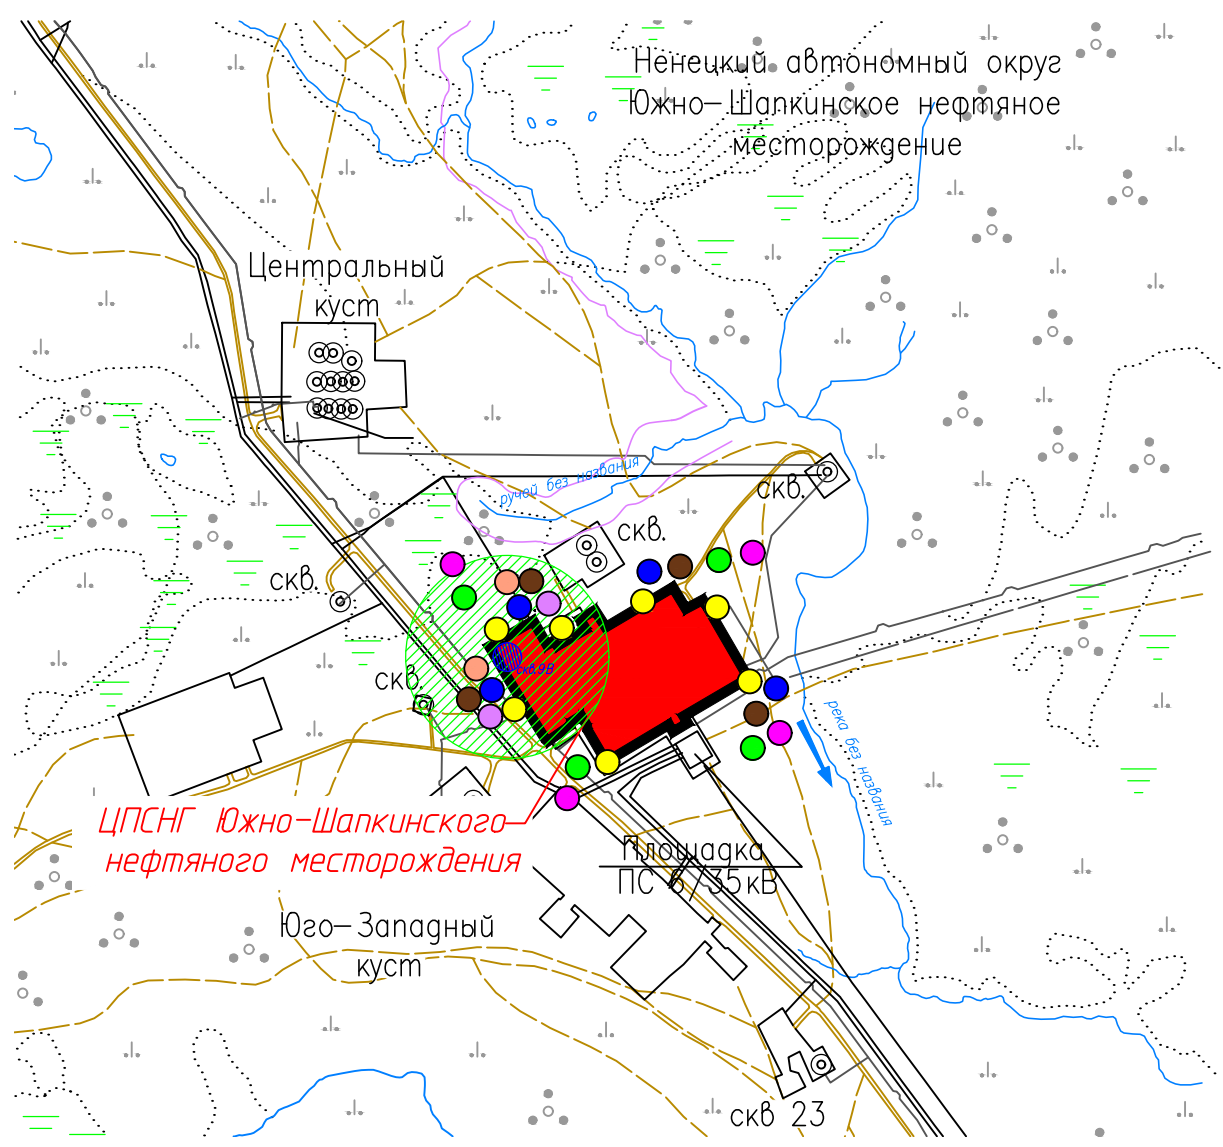 Ненецкий автономный округ
Южно-Шапкинское нефтяное
месторождение
Центральный
куст
ручей без названия
скв.
скв.
скв.
скв.
река без названия
ЦПСНГ Южно-Шапкинского
нефтяного месторождения
Площадка
ПС 6/35кВ
Юго-Западный
куст
скв 23